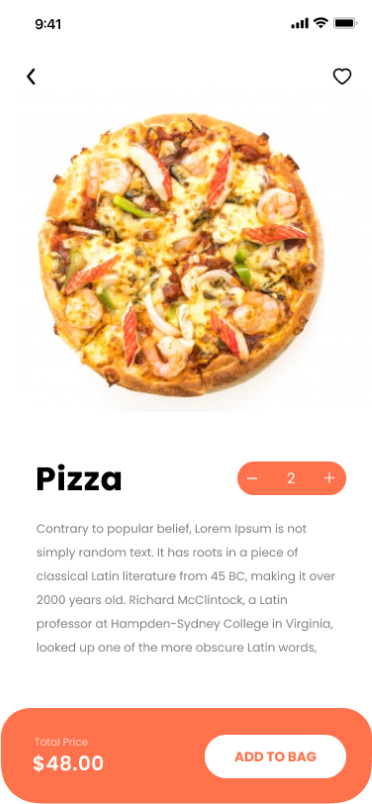 9:41
Pizza
− 2 +
Contrary to popular belief, Lorem Ipsum is not
simply random text. It has roots in a piece of
classical Latin literature from 45 BC, making it over
2000 years old. Richard McClintock, a Latin
professor at Hampden-Sydney College in Virginia,
looked up one of the more obscure Latin words,
Total Price
$48.00
ADD TO BAG